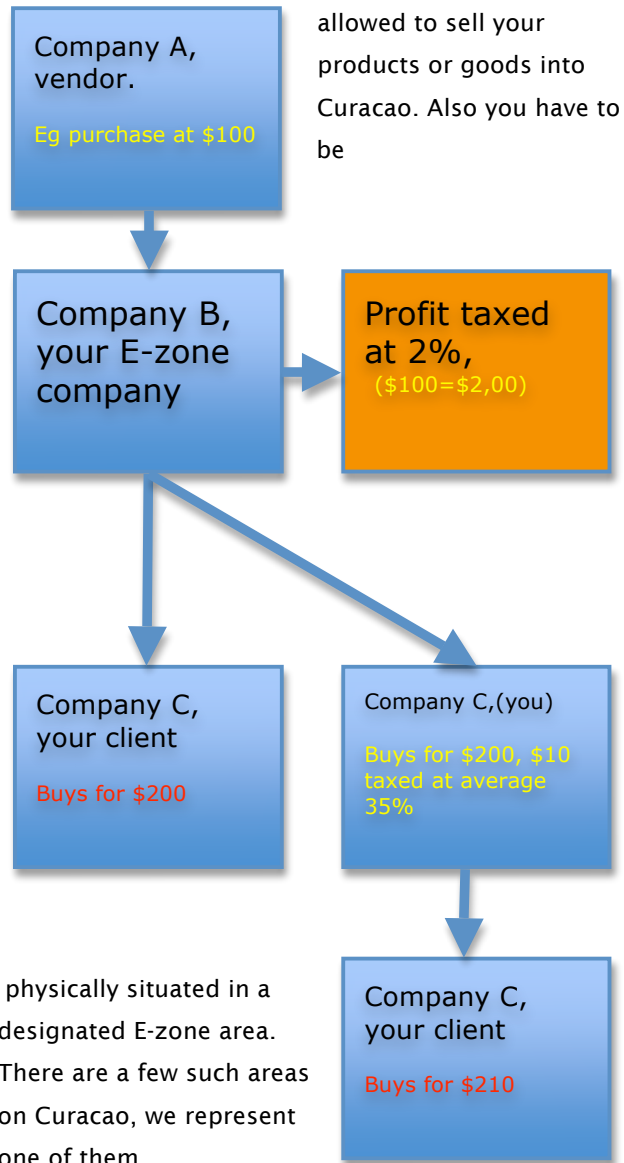 allowed to sell your
products or goods into
Curacao. Also you have to
be
Company A,
vendor.
Eg purchase at $100
Company B,
your E-zone
company
Profit taxed
at 2%,
($100=$2,00)
Company C,
your client
Buys for $200
Company C,(you)
Buys for $200, $10
taxed at average
35%
physically situated in a
designated E-zone area.
There are a few such areas
on Curacao, we represent
one of them
Company C,
your client
Buys for $210